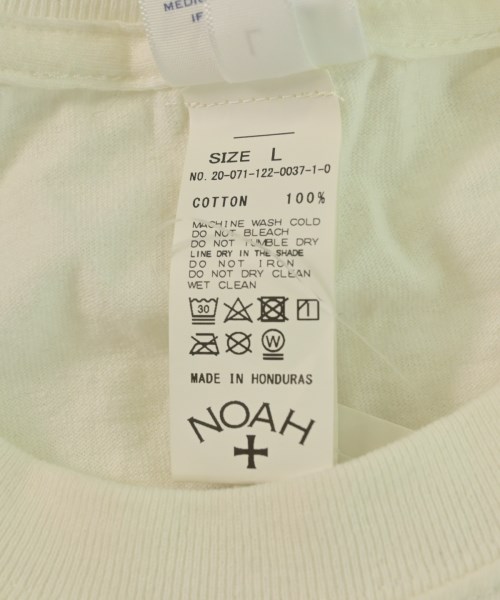 MEDIU
IF
L
SIZE L
NO. 20-071-122-0037-1-0
COTTON 100%
MACHINE WASH COLD
DO NOT BLEACH
DO NOT TUMBLE DRY
LINE DRY IN THE SHADE
DO NOT IRON
DO NOT DRY CLEAN
WET CLEAN
30
W
MADE IN HONDURAS
NOAH